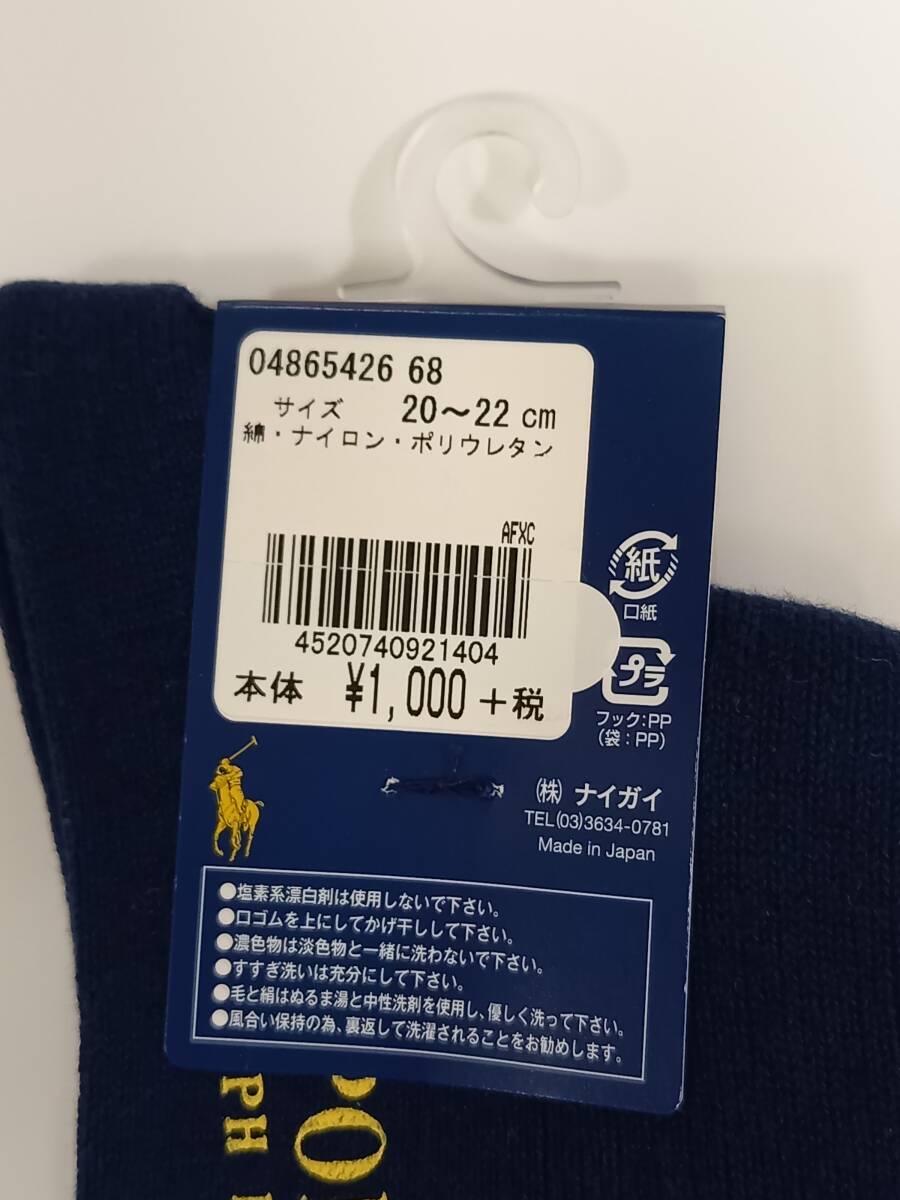 04865426 68
サイズ 20～22 cm
綿・ナイロン・ポリウレタン
AFXC
4520740921404
本体 ¥1,000 +税
紙
口紙
プラ
フック:PP
(袋:PP)
(株) ナイガイ
TEL(03)3634-0781
Made in Japan
●塩素系漂白剤は使用しないで下さい。
●口ゴムを上にしてかげ干しして下さい。
●濃色物は淡色物と一緒に洗わないで下さい。
●すすぎ洗いは充分にして下さい。
●毛と絹はぬるま湯と中性洗剤を使用し、優しく洗って下さい。
●風合い保持の為、裏返して洗濯されることをお勧めします。
PO
PH